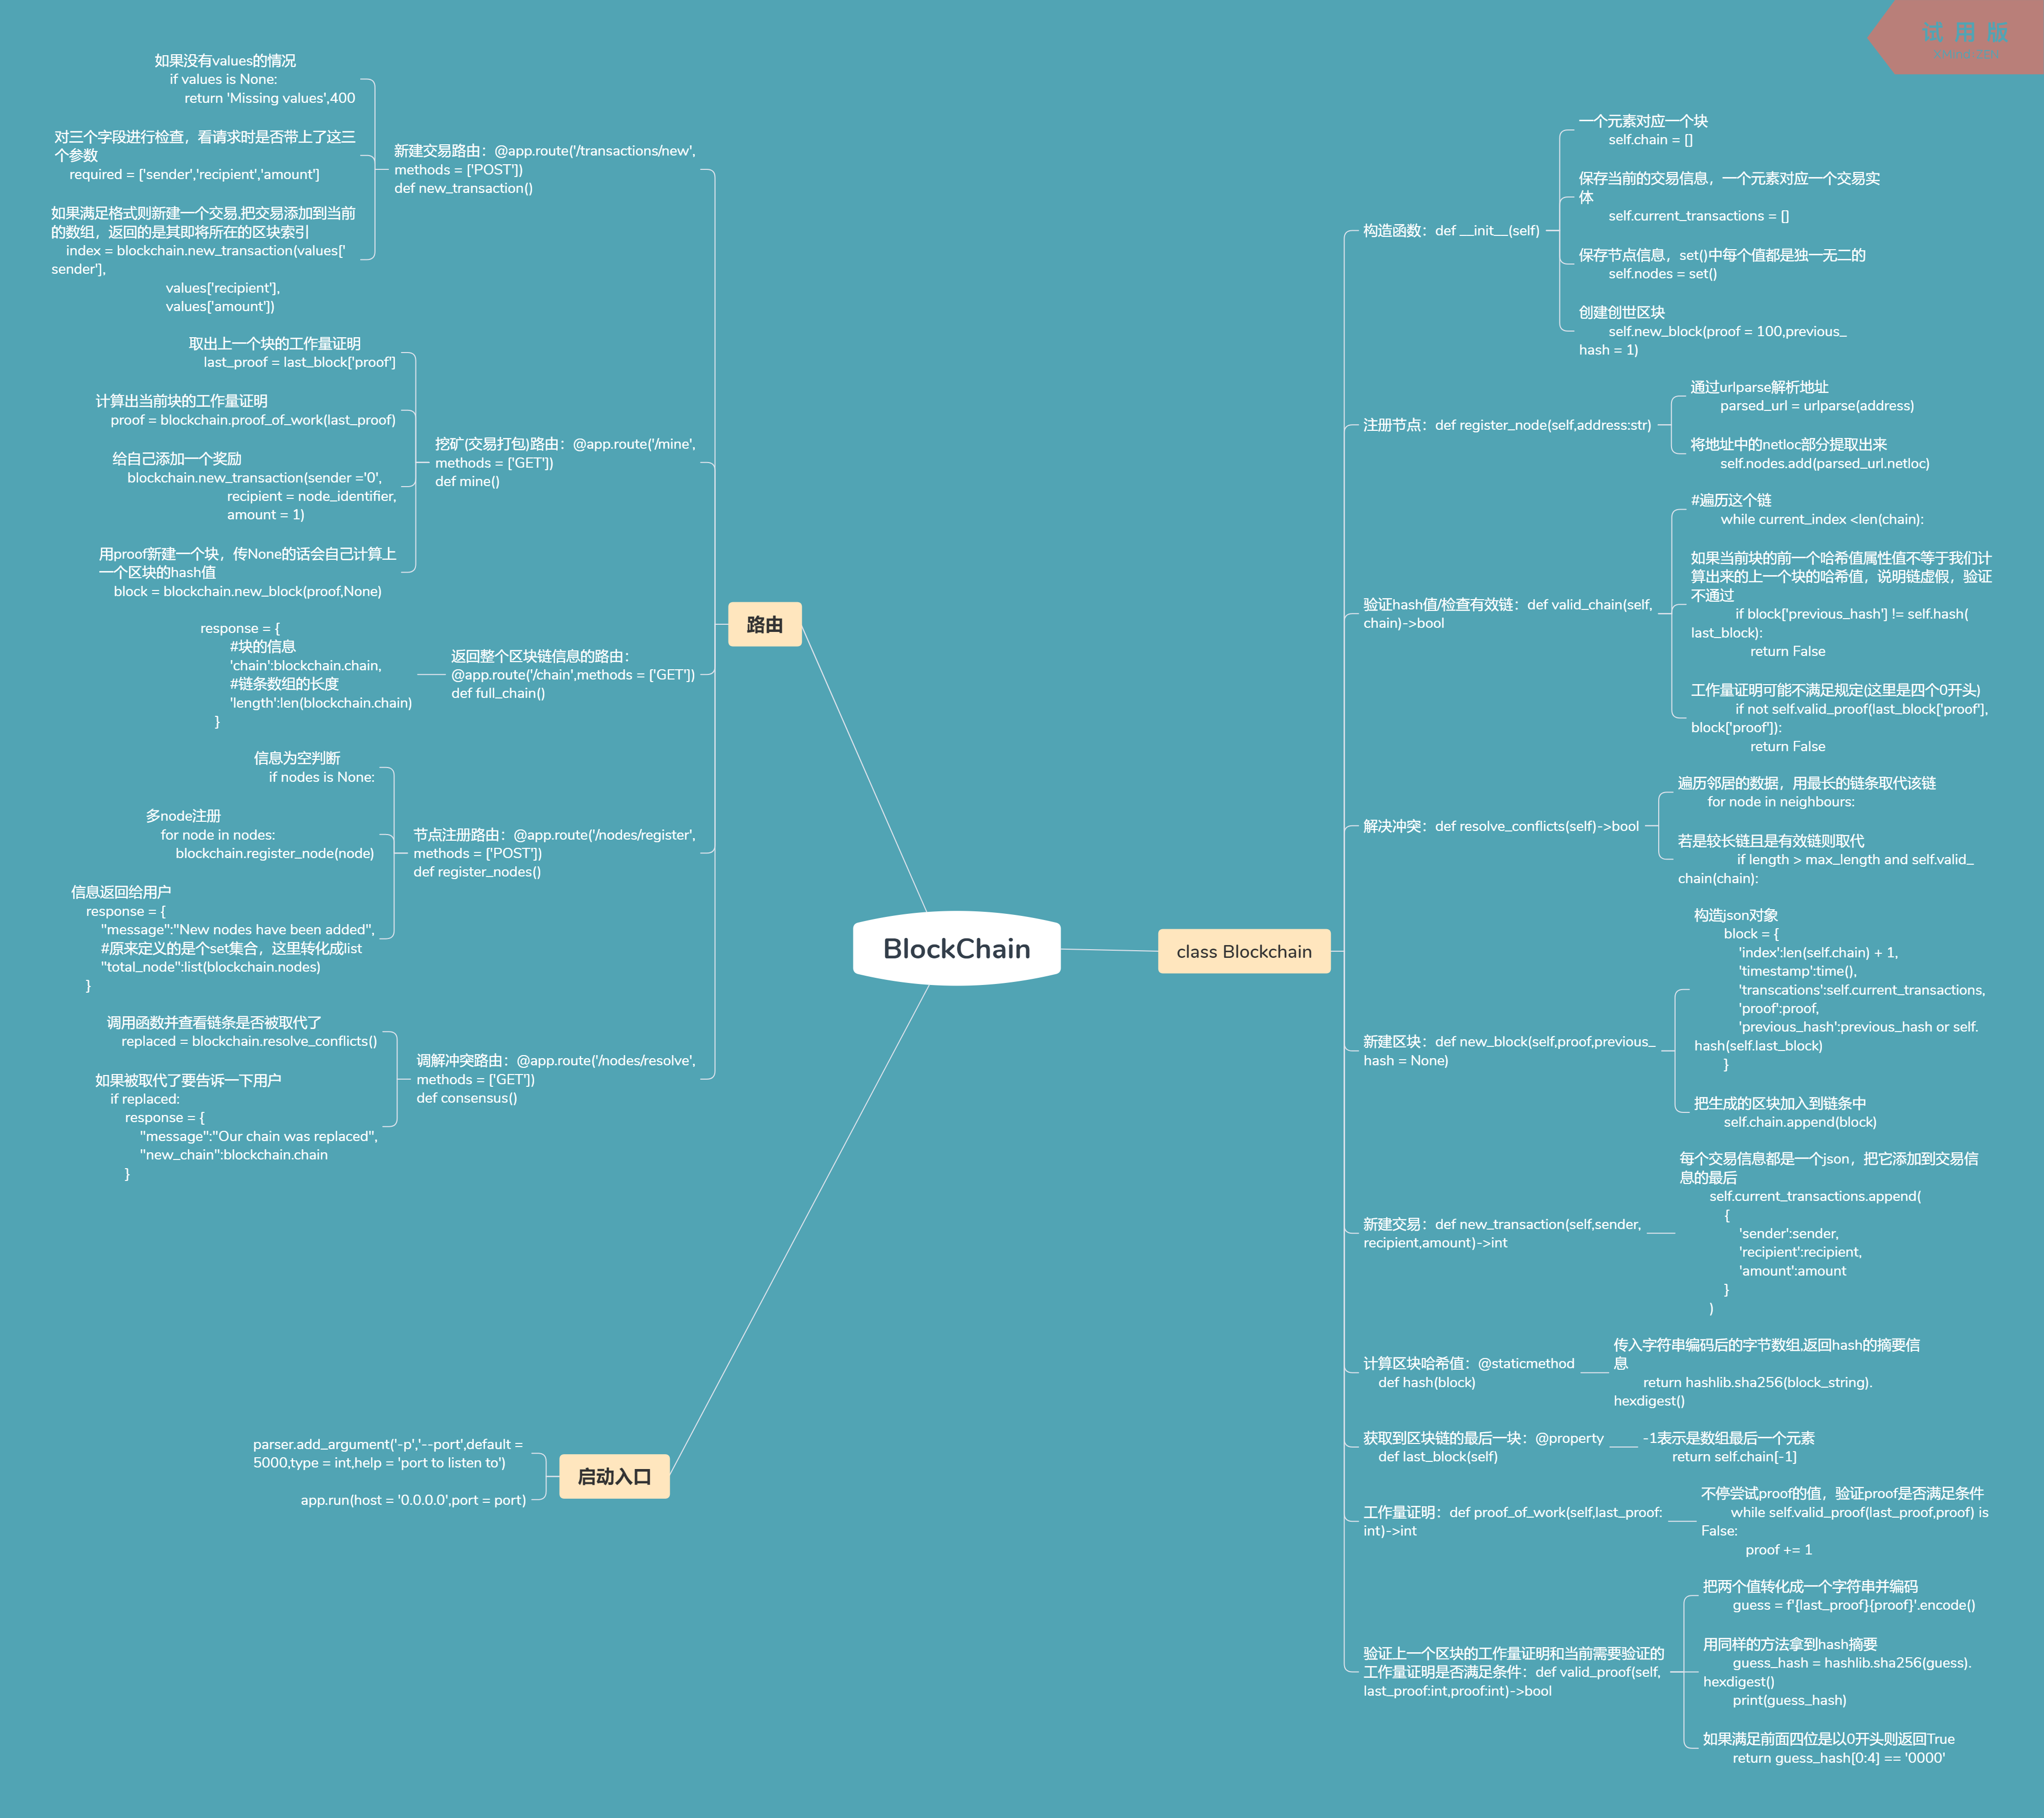 试 用 版
如果没有values的情况
if values is None:
return 'Missing values',400
对三个字段进行检查，看请求时是否带上了这三
个参数
required = ['sender','recipient','amount']
如果满足格式则新建一个交易,把交易添加到当前
的数组，返回的是其即将所在的区块索引
index = blockchain.new_transaction(values['
sender'],
values['recipient'],
values['amount'])
新建交易路由：@app.route('/transactions/new',
methods = ['POST'])
def new_transaction()
取出上一个块的工作量证明
last_proof = last_block['proof']
计算出当前块的工作量证明
proof = blockchain.proof_of_work(last_proof)
给自己添加一个奖励
blockchain.new_transaction(sender ='0',
recipient = node_identifier,
amount = 1)
用proof新建一个块，传None的话会自己计算上
一个区块的hash值
block = blockchain.new_block(proof,None)
挖矿(交易打包)路由：@app.route('/mine',
methods = ['GET'])
def mine()
response = {
#块的信息
'chain':blockchain.chain,
#链条数组的长度
'length':len(blockchain.chain)
}
返回整个区块链信息的路由：
@app.route('/chain',methods = ['GET'])
def full_chain()
信息为空判断
if nodes is None:
多node注册
for node in nodes:
blockchain.register_node(node)
信息返回给用户
response = {
"message":"New nodes have been added",
#原来定义的是个set集合，这里转化成list
"total_node":list(blockchain.nodes)
}
节点注册路由：@app.route('/nodes/register',
methods = ['POST'])
def register_nodes()
调用函数并查看链条是否被取代了
replaced = blockchain.resolve_conflicts()
如果被取代了要告诉一下用户
if replaced:
response = {
"message":"Our chain was replaced",
"new_chain":blockchain.chain
}
调解冲突路由：@app.route('/nodes/resolve',
methods = ['GET'])
def consensus()
路由
BlockChain
parser.add_argument('-p','--port',default =
5000,type = int,help = 'port to listen to')
app.run(host = '0.0.0.0',port = port)
启动入口
class Blockchain
构造函数：def __init__(self)
一个元素对应一个块
self.chain = []
保存当前的交易信息，一个元素对应一个交易实
体
self.current_transactions = []
保存节点信息，set()中每个值都是独一无二的
self.nodes = set()
创建创世区块
self.new_block(proof = 100,previous_
hash = 1)
注册节点：def register_node(self,address:str)
通过urlparse解析地址
parsed_url = urlparse(address)
将地址中的netloc部分提取出来
self.nodes.add(parsed_url.netloc)
验证hash值/检查有效链：def valid_chain(self,
chain)->bool
#遍历这个链
while current_index <len(chain):
如果当前块的前一个哈希值属性值不等于我们计
算出来的上一个块的哈希值，说明链虚假，验证
不通过
if block['previous_hash'] != self.hash(
last_block):
return False
工作量证明可能不满足规定(这里是四个0开头)
if not self.valid_proof(last_block['proof'],
block['proof']):
return False
解决冲突：def resolve_conflicts(self)->bool
遍历邻居的数据，用最长的链条取代该链
for node in neighbours:
若是较长链且是有效链则取代
if length > max_length and self.valid_
chain(chain):
新建区块：def new_block(self,proof,previous_
hash = None)
构造json对象
block = {
'index':len(self.chain) + 1,
'timestamp':time(),
'transcations':self.current_transactions,
'proof':proof,
'previous_hash':previous_hash or self.
hash(self.last_block)
}
把生成的区块加入到链条中
self.chain.append(block)
新建交易：def new_transaction(self,sender,
recipient,amount)->int
每个交易信息都是一个json，把它添加到交易信
息的最后
self.current_transactions.append(
{
'sender':sender,
'recipient':recipient,
'amount':amount
}
)
计算区块哈希值：@staticmethod
def hash(block)
传入字符串编码后的字节数组,返回hash的摘要信
息
return hashlib.sha256(block_string).
hexdigest()
获取到区块链的最后一块：@property
def last_block(self)
-1表示是数组最后一个元素
return self.chain[-1]
工作量证明：def proof_of_work(self,last_proof:
int)->int
不停尝试proof的值，验证proof是否满足条件
while self.valid_proof(last_proof,proof) is
False:
proof += 1
验证上一个区块的工作量证明和当前需要验证的
工作量证明是否满足条件：def valid_proof(self,
last_proof:int,proof:int)->bool
把两个值转化成一个字符串并编码
guess = f'{last_proof}{proof}'.encode()
用同样的方法拿到hash摘要
guess_hash = hashlib.sha256(guess).
hexdigest()
print(guess_hash)
如果满足前面四位是以0开头则返回True
return guess_hash[0:4] == '0000'